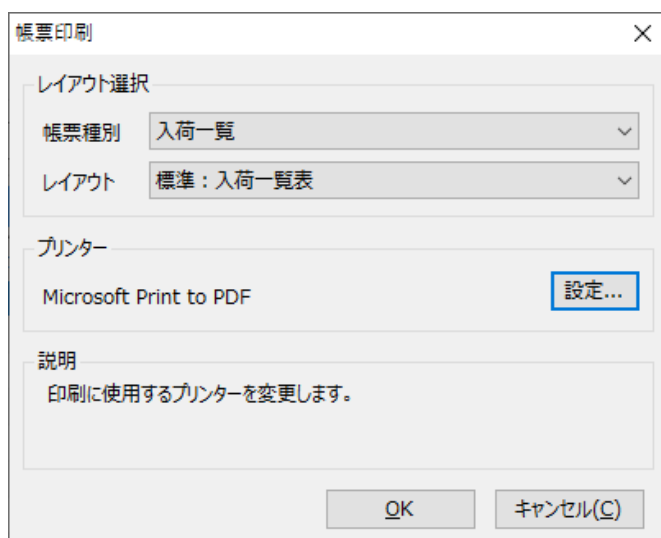 帳票印刷
レイアウト選択
帳票種別 入荷一覧
レイアウト 標準：入荷一覧表
プリンター
Microsoft Print to PDF 設定...
説明
印刷に使用するプリンターを変更します。
OK キャンセル(C)